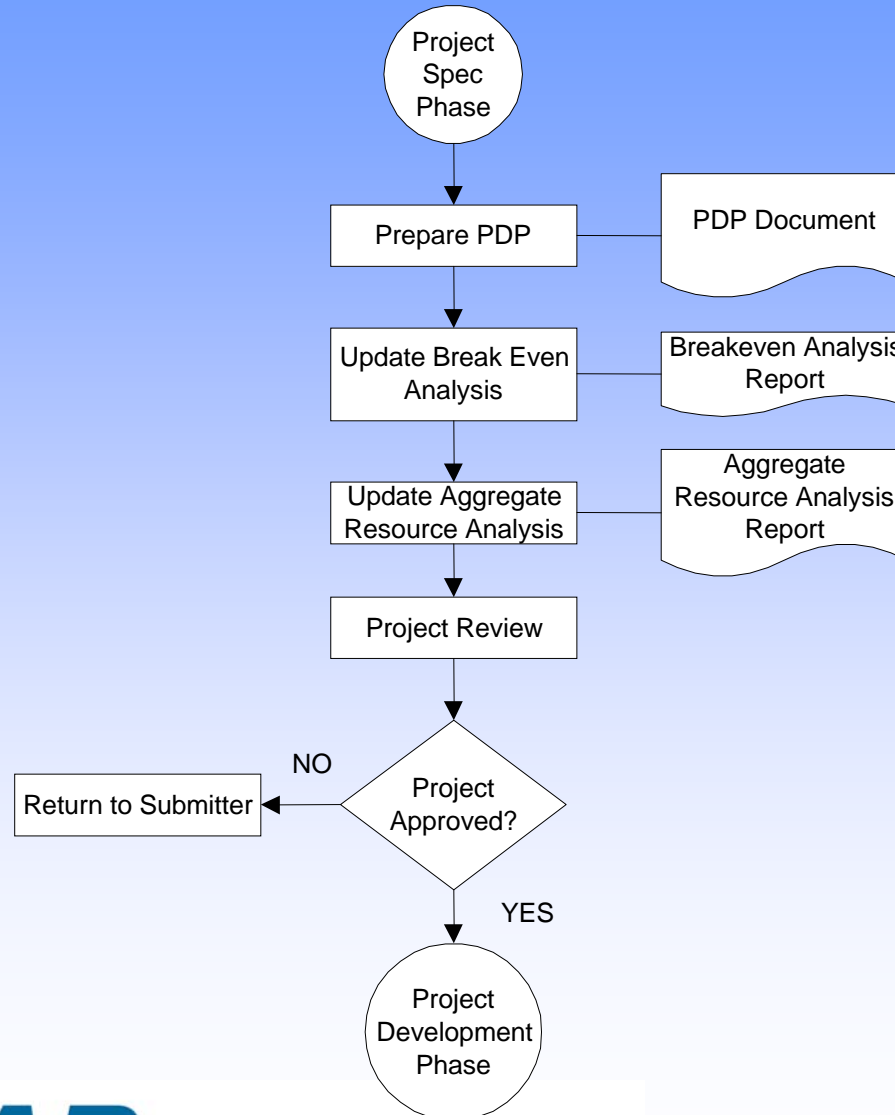 Project
Spec
Phase
Prepare PDP
PDP Document
Update Break Even
Analysis
Breakeven Analysis
Report
Update Aggregate
Resource Analysis
Aggregate
Resource Analysis
Report
Project Review
NO
Project
Approved?
Return to Submitter
YES
Project
Development
Phase